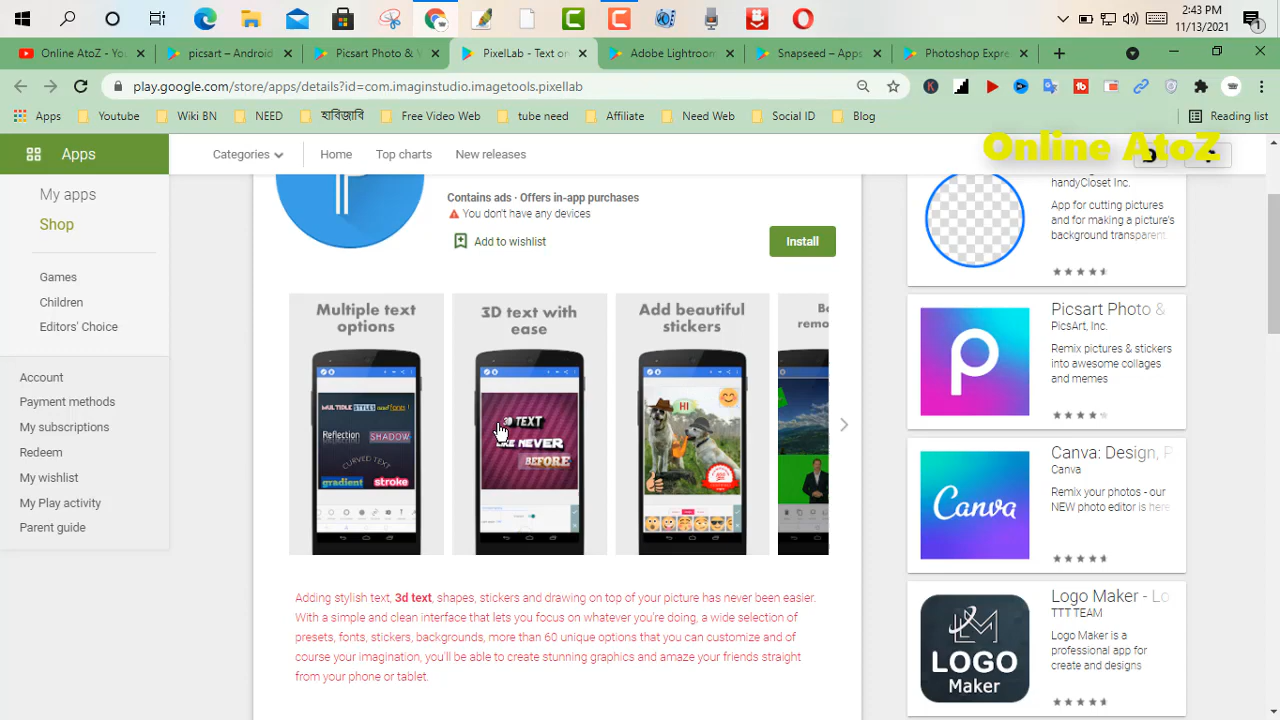 2:43 PM
11/13/2021
Online AtoZ - You
picsart – Android
Picsart Photo & V
PixelLab - Text on
Adobe Lightroom
Snapseed – Apps
Photoshop Expre
play.google.com/store/apps/details?id=com.imaginstudio.imagetools.pixellab
Apps
Youtube
Wiki BN
NEED
হাবিজাবি
Free Video Web
tube need
Affiliate
Need Web
Social ID
Blog
Reading list
Apps
Categories
Home
Top charts
New releases
Online AtoZ
My apps
Shop
Games
Children
Editors' Choice
Account
Payment methods
My subscriptions
Redeem
My wishlist
My Play activity
Parent guide
Contains ads · Offers in-app purchases
You don't have any devices
Add to wishlist
Install
Multiple text
options
MULTIPLE STYLES and fonts !
Reflection
SHADOW
CURVED TEXT
gradient
stroke
3D text with
ease
3D TEXT
LIKE NEVER
BEFORE
Add beautiful
stickers
HI
Adding stylish text, 3d text, shapes, stickers and drawing on top of your picture has never been easier.
With a simple and clean interface that lets you focus on whatever you're doing, a wide selection of
presets, fonts, stickers, backgrounds, more than 60 unique options that you can customize and of
course your imagination, you'll be able to create stunning graphics and amaze your friends straight
from your phone or tablet.
handyCloset Inc.
App for cutting pictures
and for making a picture's
background transparent.
Picsart Photo &
PicsArt, Inc.
Remix pictures & stickers
into awesome collages
and memes
Canva: Design, P
Canva
Remix your photos - our
NEW photo editor is here
Canva
Logo Maker - Lo
TTT TEAM
Logo Maker is a
professional app for
create and designs
LOGO
Maker